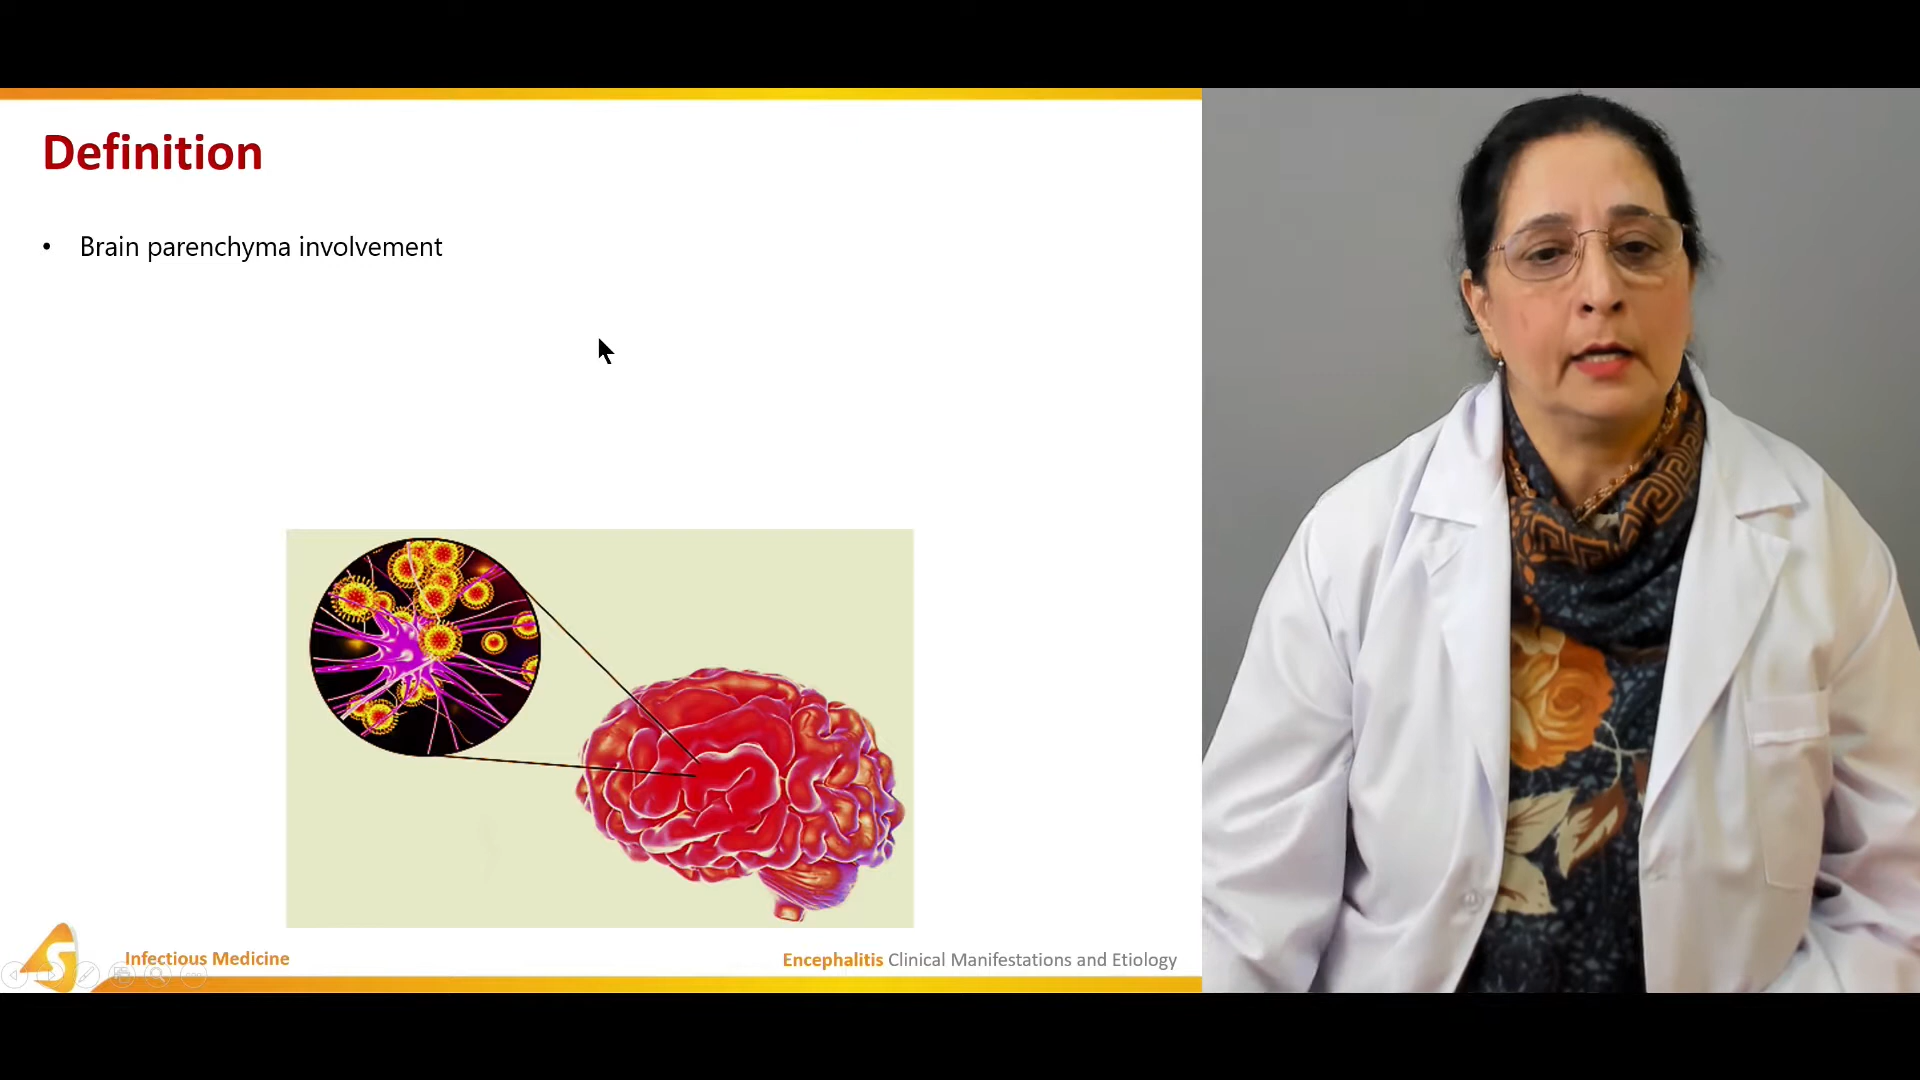 Definition
• Brain parenchyma involvement
Infectious Medicine
Encephalitis Clinical Manifestations and Etiology